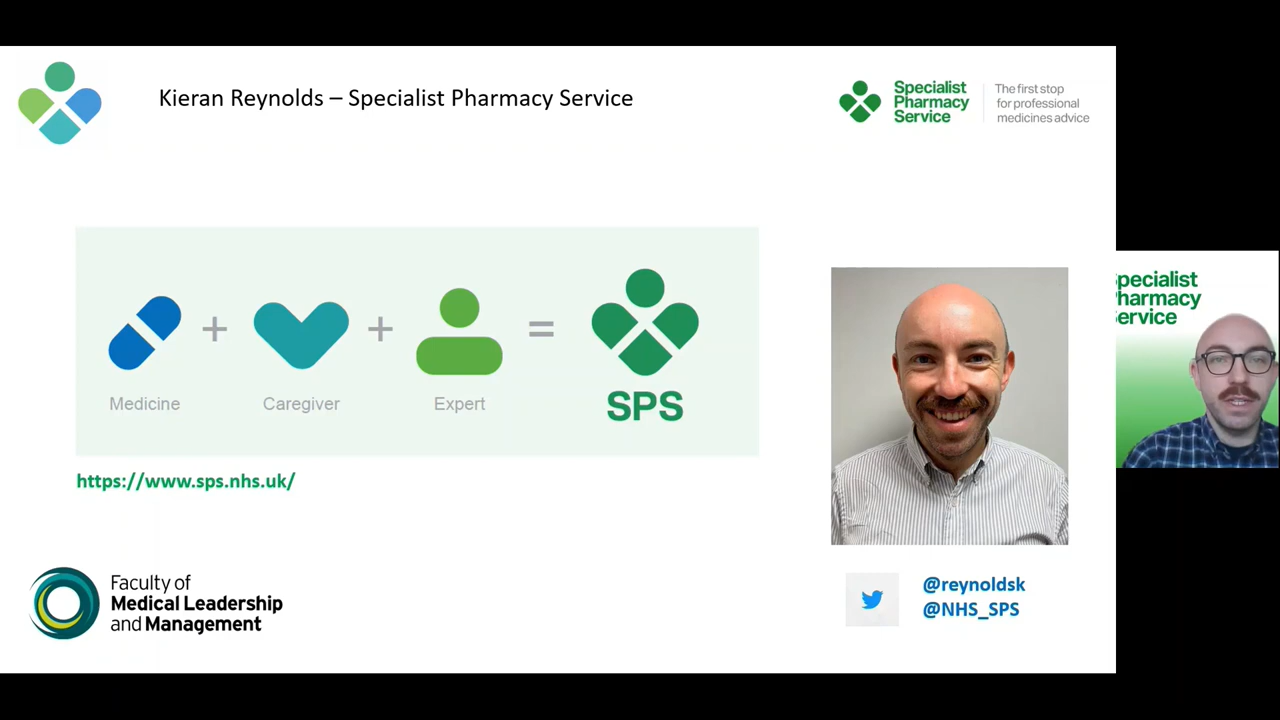 Kieran Reynolds – Specialist Pharmacy Service
Specialist
Pharmacy
Service
The first stop
for professional
medicines advice
+ + =
Medicine
Caregiver
Expert
SPS
https://www.sps.nhs.uk/
Faculty of
Medical Leadership
and Management
@reynoldsk
@NHS_SPS
pecialist
harmacy
ervice